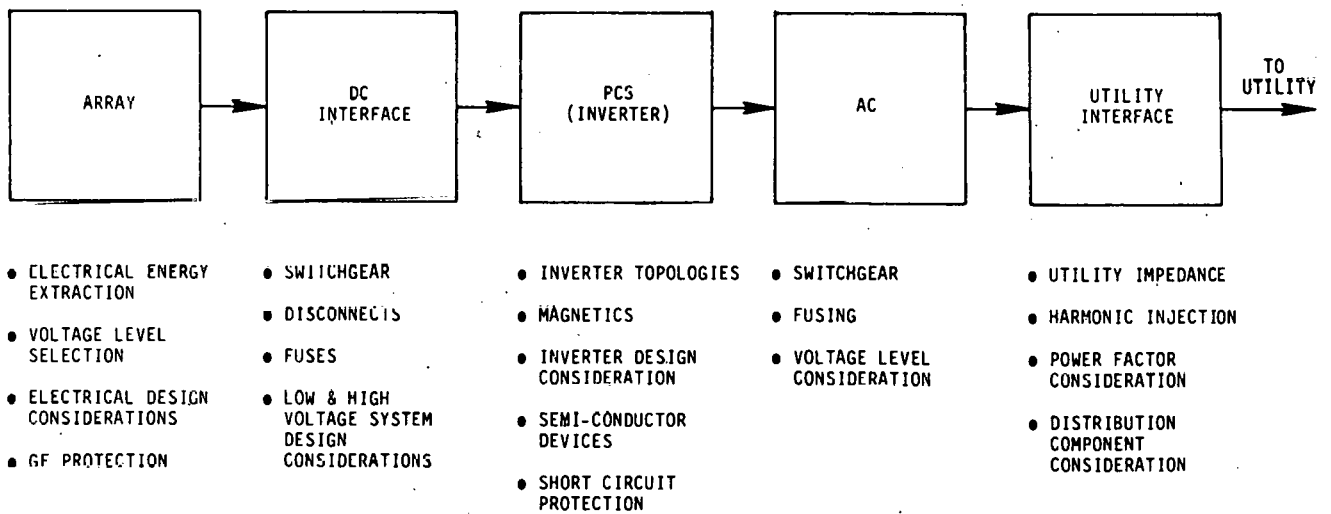 ARRAY
DC
INTERFACE
PCS
(INVERTER)
AC
UTILITY
INTERFACE
TO
UTILITY
• ELECTRICAL ENERGY
EXTRACTION
• VOLTAGE LEVEL
SELECTION
• ELECTRICAL DESIGN
CONSIDERATIONS
• GF PROTECTION
• SWITCHGEAR
• DISCONNECTS
• FUSES
• LOW & HIGH
VOLTAGE SYSTEM
DESIGN
CONSIDERATIONS
• INVERTER TOPOLOGIES
• MAGNETICS
• INVERTER DESIGN
CONSIDERATION
• SEMI-CONDUCTOR
DEVICES
• SHORT CIRCUIT
PROTECTION
• SWITCHGEAR
• FUSING
• VOLTAGE LEVEL
CONSIDERATION
• UTILITY IMPEDANCE
• HARMONIC INJECTION
• POWER FACTOR
CONSIDERATION
• DISTRIBUTION
COMPONENT
CONSIDERATION